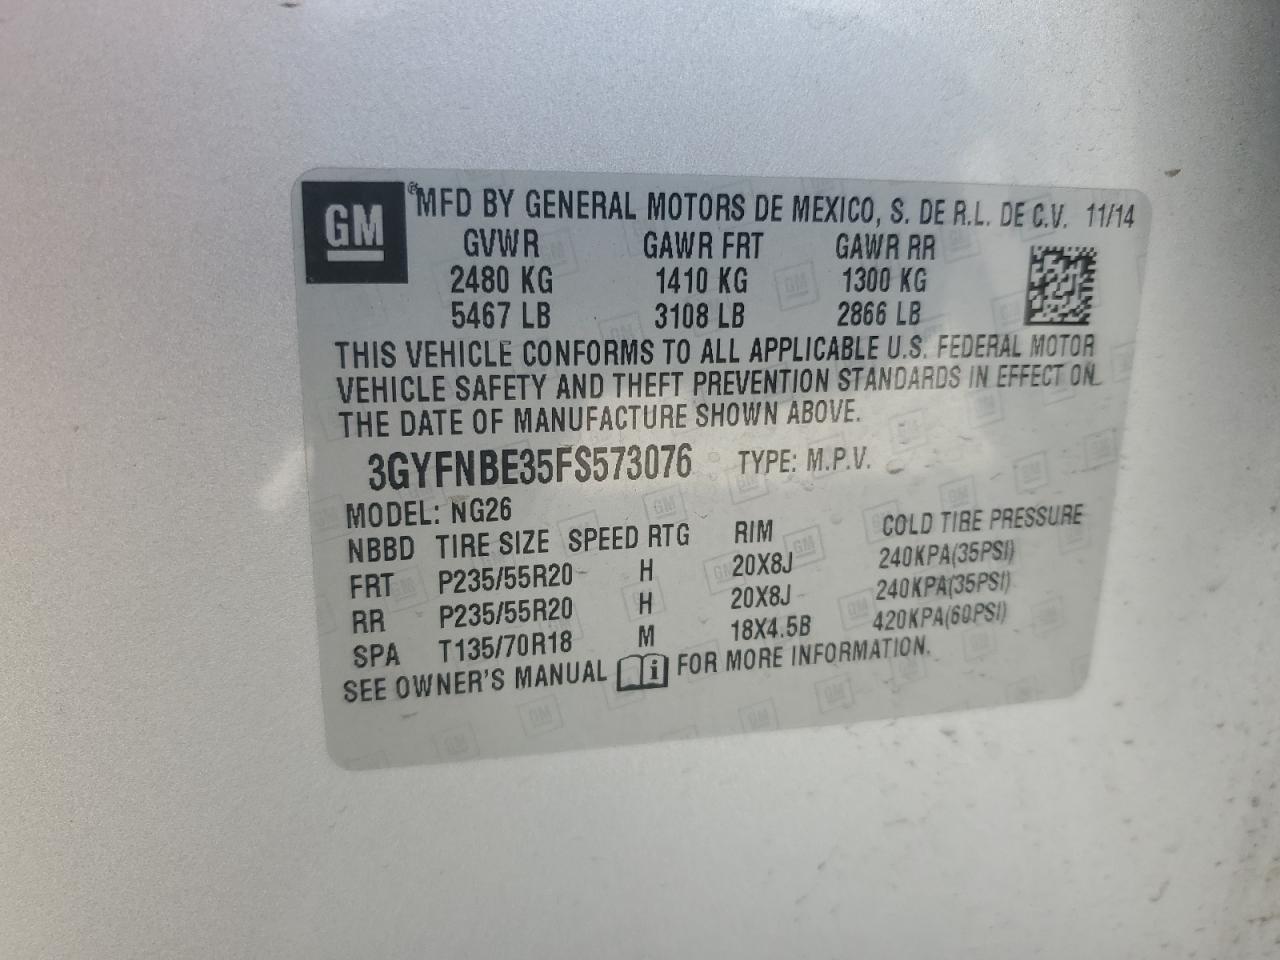 GM ® MFD BY GENERAL MOTORS DE MEXICO, S. DE R.L. DE C.V. 11/14
GVWR GAWR FRT GAWR RR
2480 KG 1410 KG 1300 KG
5467 LB 3108 LB 2866 LB
THIS VEHICLE CONFORMS TO ALL APPLICABLE U.S. FEDERAL MOTOR
VEHICLE SAFETY AND THEFT PREVENTION STANDARDS IN EFFECT ON
THE DATE OF MANUFACTURE SHOWN ABOVE.
3GYFNBE35FS573076 TYPE: M.P.V.
MODEL: NG26
NBBD TIRE SIZE SPEED RTG RIM COLD TIRE PRESSURE
FRT P235/55R20 H 20X8J 240KPA(35PSI)
RR P235/55R20 H 20X8J 240KPA(35PSI)
SPA T135/70R18 M 18X4.5B 420KPA(60PSI)
SEE OWNER'S MANUAL i FOR MORE INFORMATION.